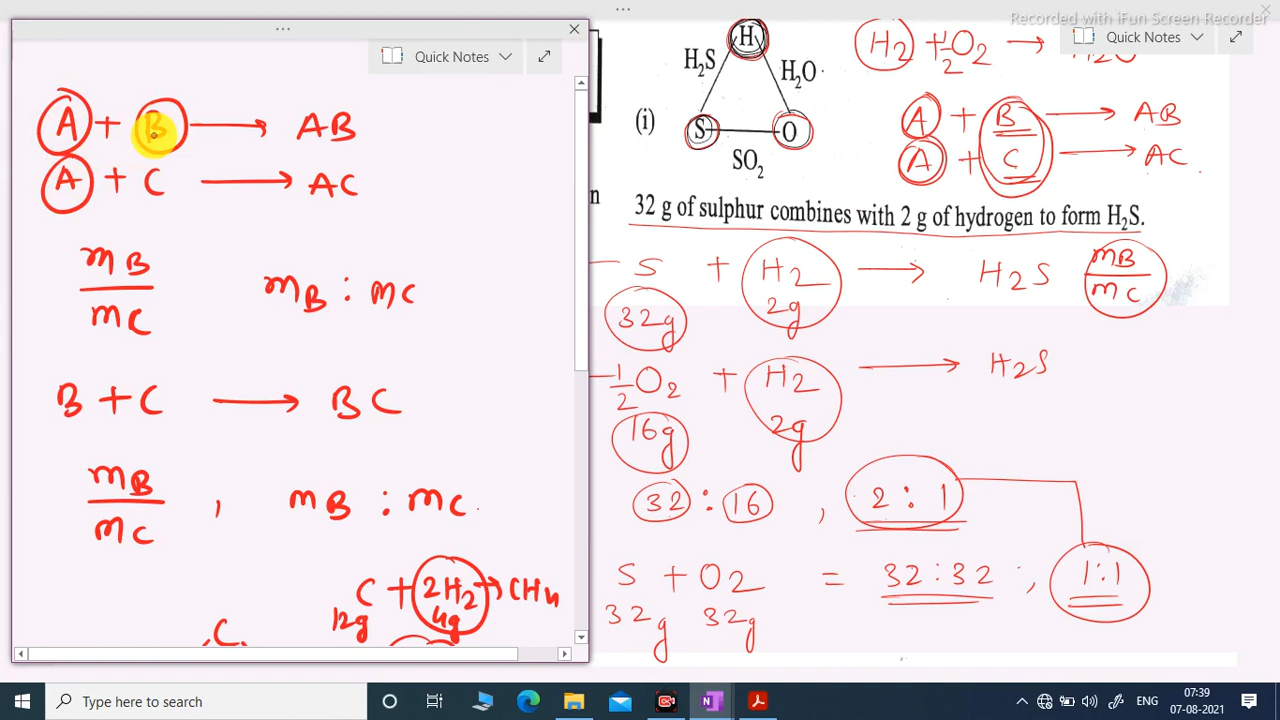 Recorded with iFun Screen Recorder
Quick Notes
A + B → AB
A + C → AC
mB
mC
mB : mC
B + C → BC
mB
mC
, mB : mC.
C + 2H2 → CH4
12g 4g
C
Quick Notes
H2 + 1/2 O2 →
A + B → AB
A + C → AC
H
H2S
H2O
(i)
S
O
SO2
n
32 g of sulphur combines with 2 g of hydrogen to form H2S.
S + H2 → H2S
32g 2g
mB
mC
1/2 O2 + H2 → H2S
16g 2g
32 : 16 , 2 : 1
S + O2 = 32 : 32 ; 1 : 1
32g 32g
Type here to search
ENG
07:39
07-08-2021